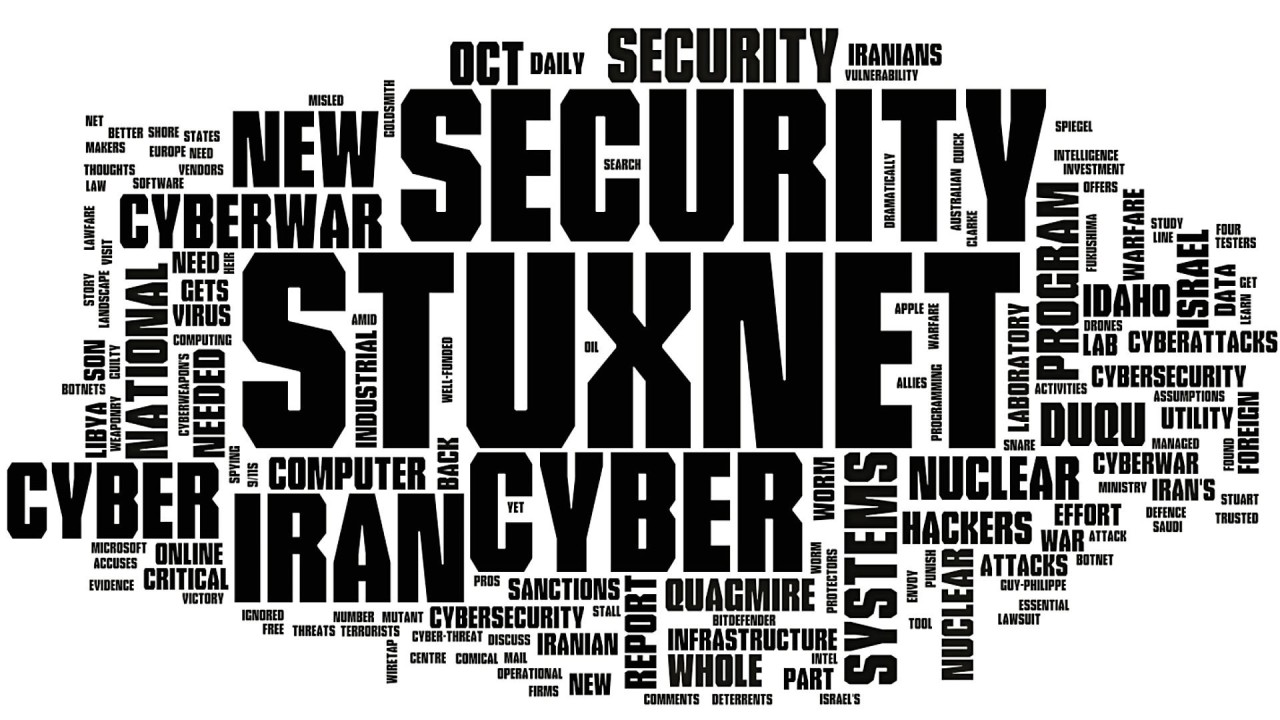 OCT DAILY SECURITY IRANIANS
VULNERABILITY
MISLED
GOLDSMITH
NET
BETTER SHORE STATES
MAKERS EUROPE NEED
THOUGHTS VENDORS
LAW SOFTWARE
NEW
SECURITY
SEARCH
DRAMATICALLY
AUSTRALIAN QUICK
CLARKE
SPIEGEL
INTELLIGENCE
INVESTMENT
OFFERS
CYBERWAR
LAWFARE
VISIT
PROGRAM
FUKUSHIMA
WARFARE
STUDY
LINE
ISRAEL
FOUR
TESTERS
NEED HEIR
GETS
VIRUS
STORY
LANDSCAPE
NATIONAL
COMPUTING
STUXNET
AMID
INDUSTRIAL
WELL-FUNDED
OIL
APPLE
WARFARE
ALLIES
PROGRAMMING
LABORATORY
IDAHO
DATA
GET
LEARN
DRONES
LAB CYBERATTACKS
SON
GUILTY
BOTNETS
CYBERWEAPON'S
NEEDED
LIBYA
WEAPONRY
ACTIVITIES CYBERSECURITY
ASSUMPTIONS
DUQU UTILITY
FOREIGN
SNARE
MANAGED
FOUND
CYBERWAR
CYBER
SPYING
9/11S
COMPUTER BACK
CYBER
YET
WORM
SYSTEMS
NUCLEAR
MINISTRY IRAN'S STUART
IRAN
HACKERS
EFFORT
DEFENCE
SAUDI
TRUSTED
WAR ATTACK
MICROSOFT ONLINE
ACCUSES
EVIDENCE CRITICAL
VICTORY
PROS SANCTIONS
WORM
PROTECTORS
ENVOY
PUNISH
NUCLEAR
ATTACKS BOTNET
GUY-PHILIPPE
IGNORED NUMBER MUTANT CYBERSECURITY STALL
REPORT
QUAGMIRE
BITDEFENDER
TOOL
ESSENTIAL
LAWSUIT
FREE THREATS TERRORISTS CYBER-THREAT DISCUSS IRANIAN
INFRASTRUCTURE
WIRETAP
CENTRE COMICAL MAIL
WHOLE
INTEL
PART
OPERATIONAL
FIRMS NEW
COMMENTS DETERRENTS ISRAEL'S